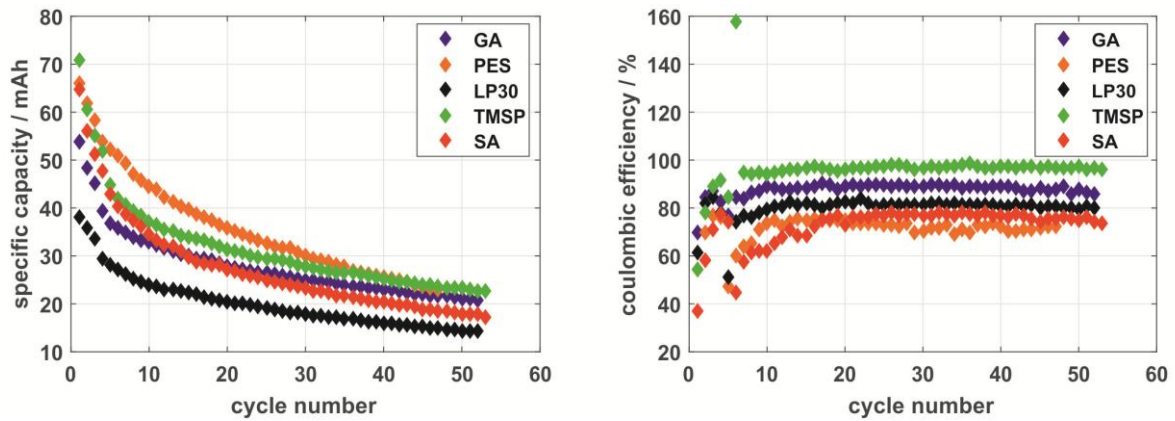 80
70
60
50
40
30
20
10
specific capacity / mAh
GA
PES
LP30
TMSP
SA
0 10 20 30 40 50 60
cycle number
160
140
120
100
80
60
40
20
coulombic efficiency / %
GA
PES
LP30
TMSP
SA
0 10 20 30 40 50 60
cycle number